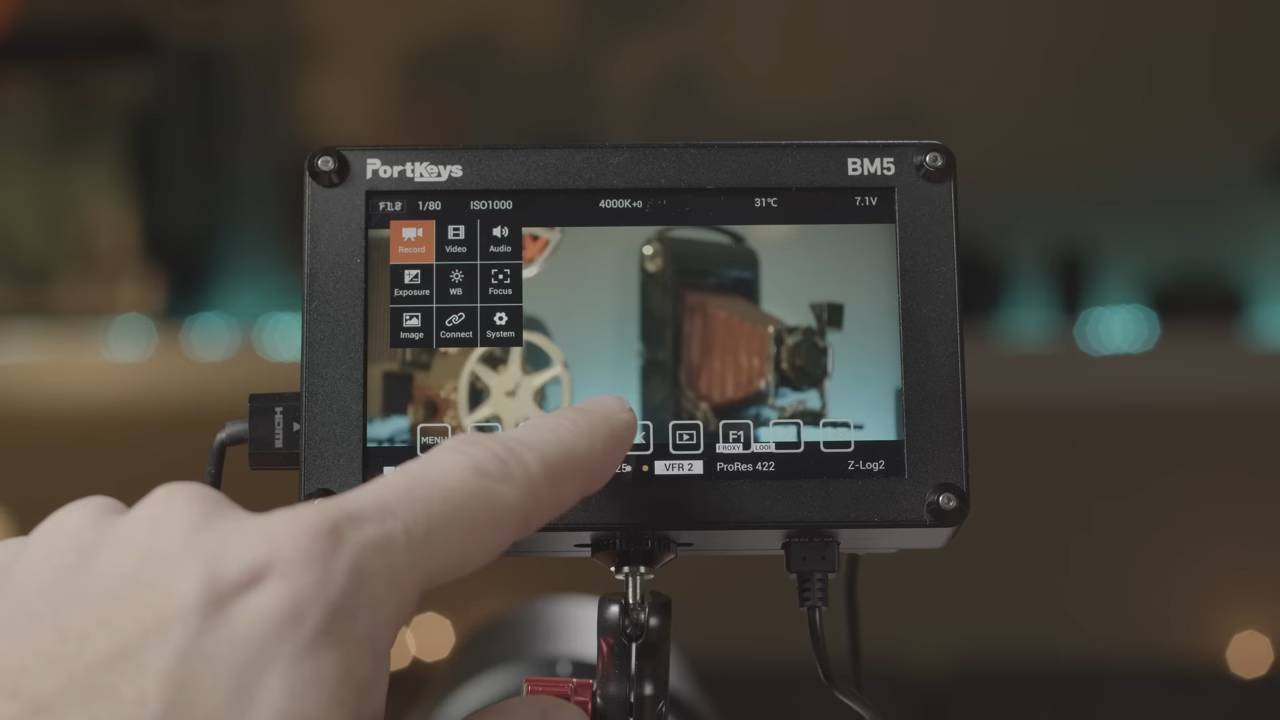 PortKeys BM5
F1.8 1/80 ISO1000 4000K+0 31°C 7.1V
Record Video Audio
Exposure WB Focus
Image Connect System
MENU F1
PROXY LOOK
VFR 2 ProRes 422 Z-Log2
HDMI